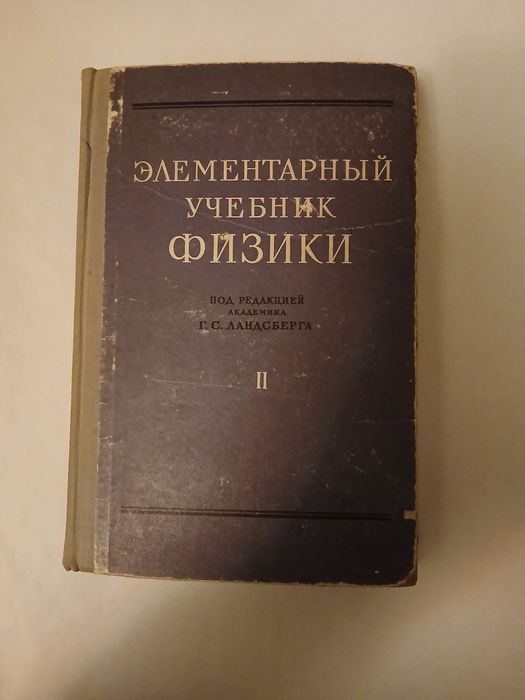 ЭЛЕМЕНТАРНЫЙ
УЧЕБНИК
ФИЗИКИ
ПОД РЕДАКЦИЕЙ
АКАДЕМИКА
Г. С. ЛАНДСБЕРГА
II